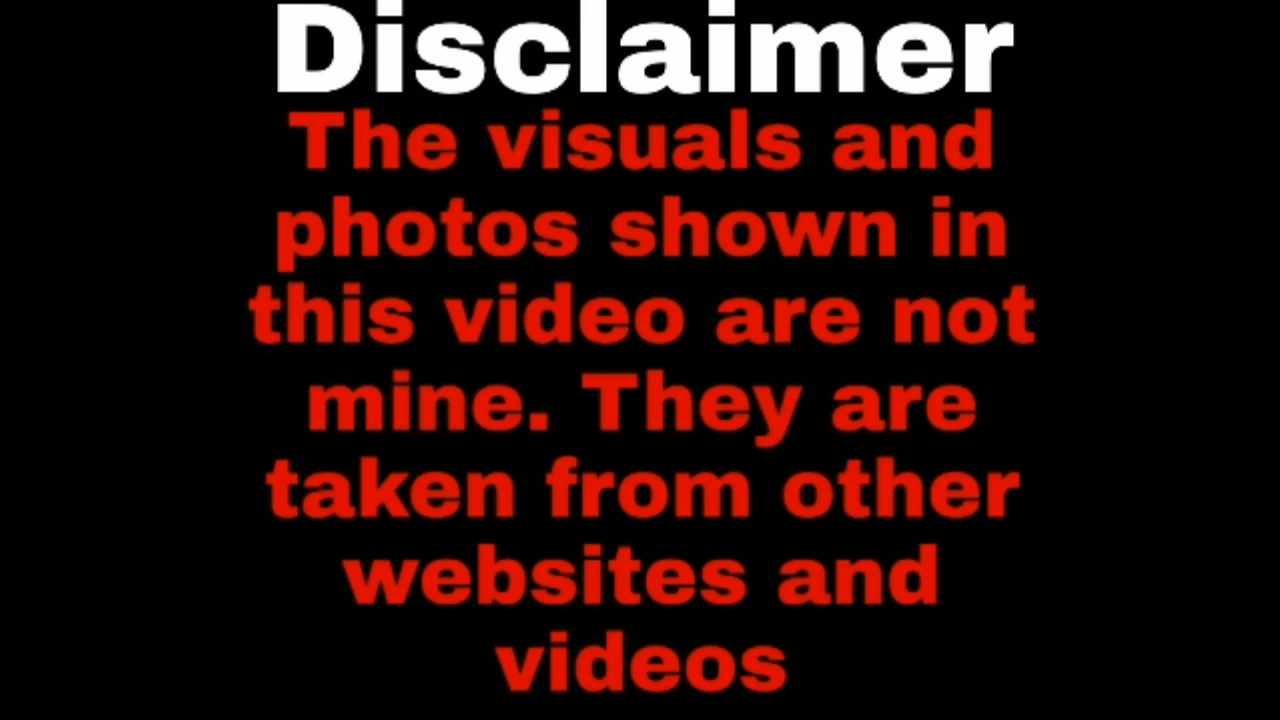 Disclaimer
The visuals and
photos shown in
this video are not
mine. They are
taken from other
websites and
videos